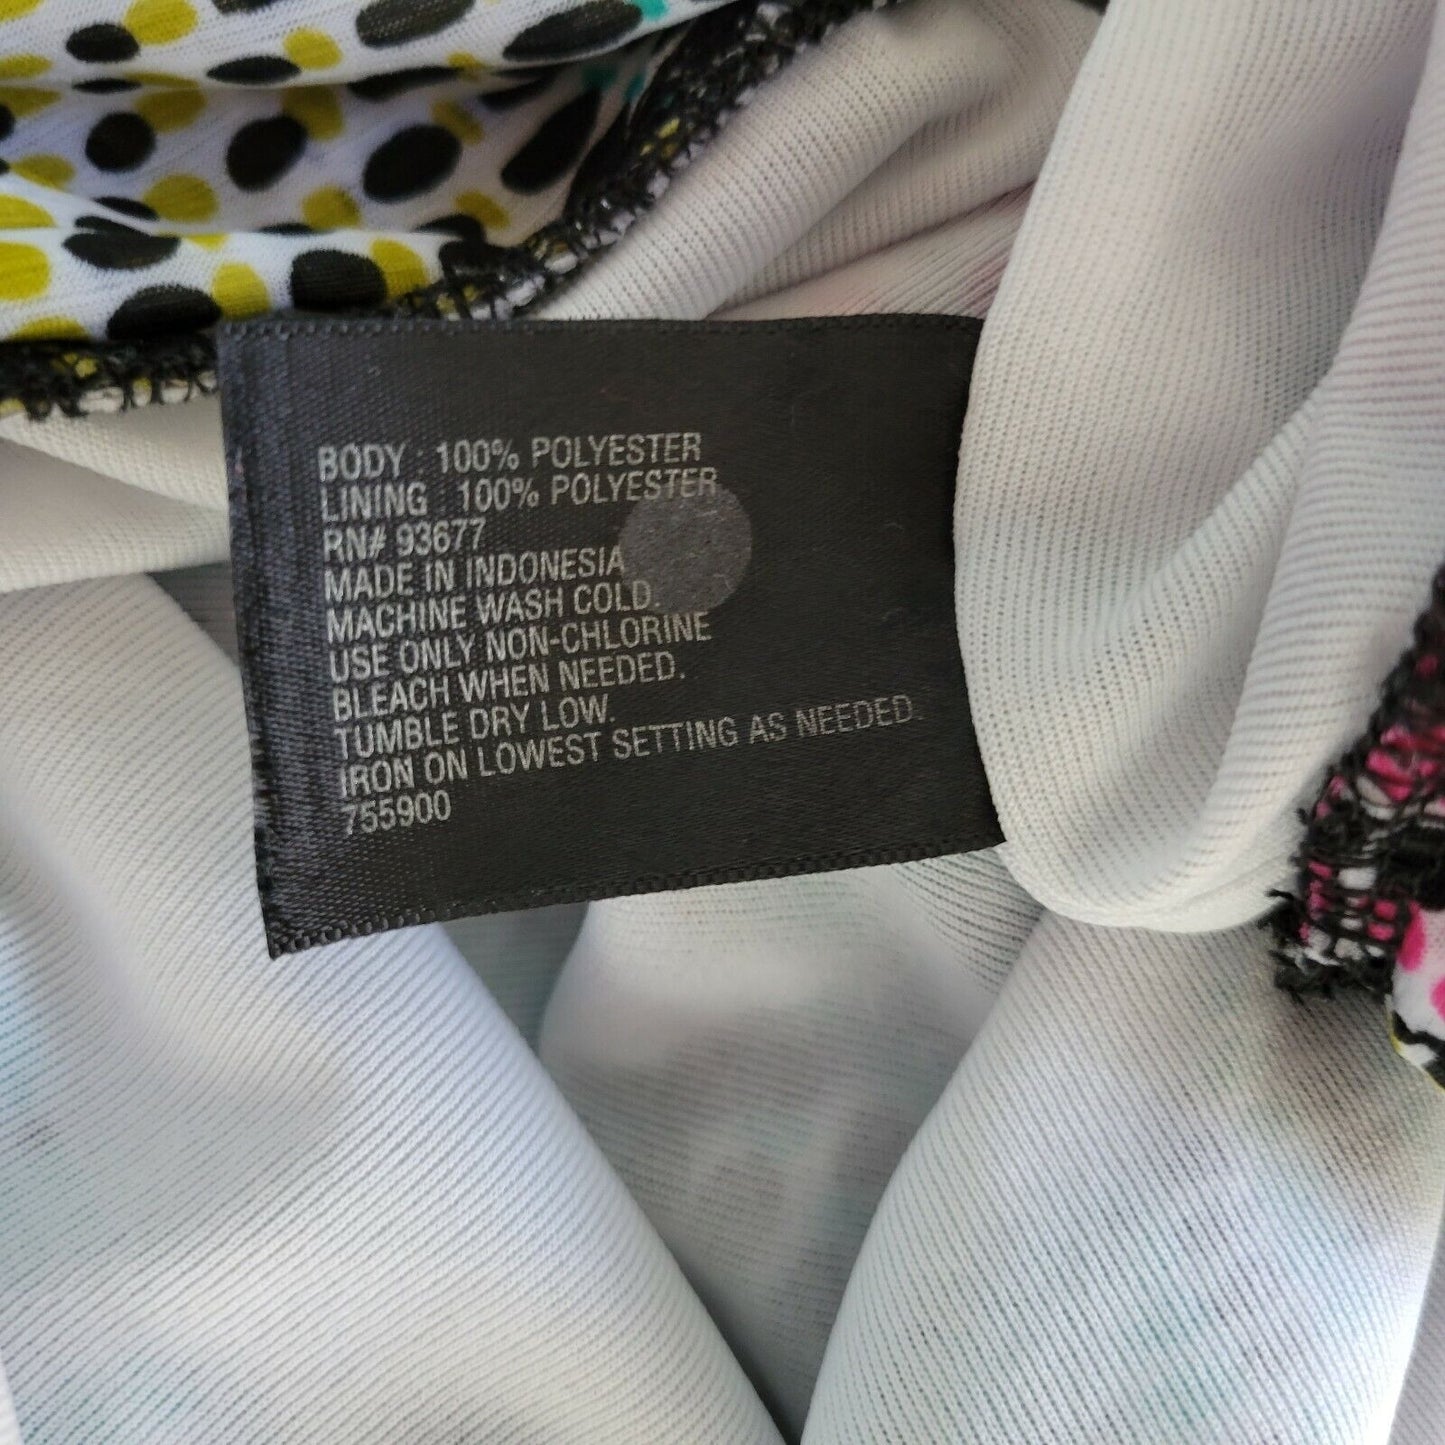 BODY : 100% POLYESTER
LINING : 100% POLYESTER
RN# 93677
MADE IN INDONESIA
MACHINE WASH COLD.
USE ONLY NON-CHLORINE
BLEACH WHEN NEEDED.
TUMBLE DRY LOW.
IRON ON LOWEST SETTING AS NEEDED.
755900